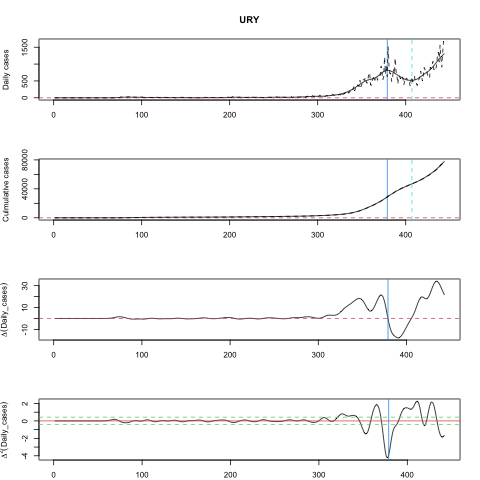 URY
Daily cases
0 500 1500
0 100 200 300 400
Culmulative cases
0 40000 80000
0 100 200 300 400
Δ(Daily_cases)
-10 10 30
0 100 200 300 400
Δ²(Daily_cases)
-4 -2 0 2
0 100 200 300 400